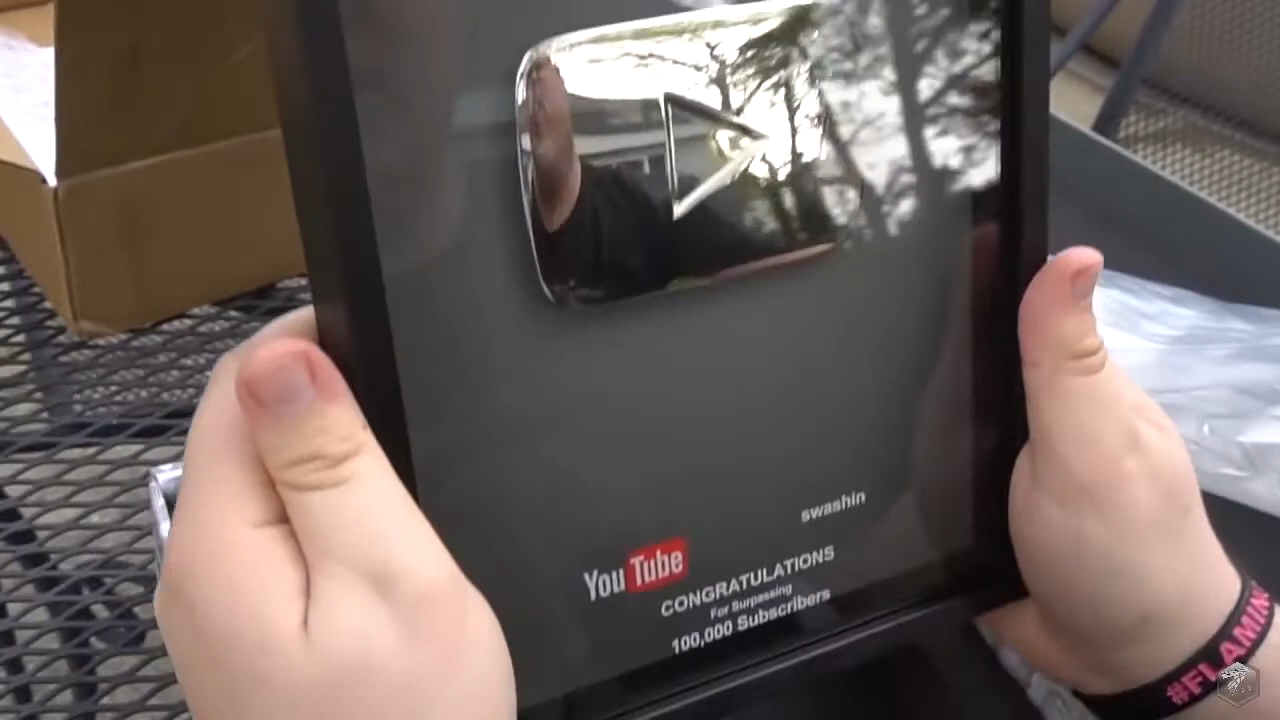 swashin
YouTube
CONGRATULATIONS
For Surpassing
100,000 Subscribers
#FLAMIN